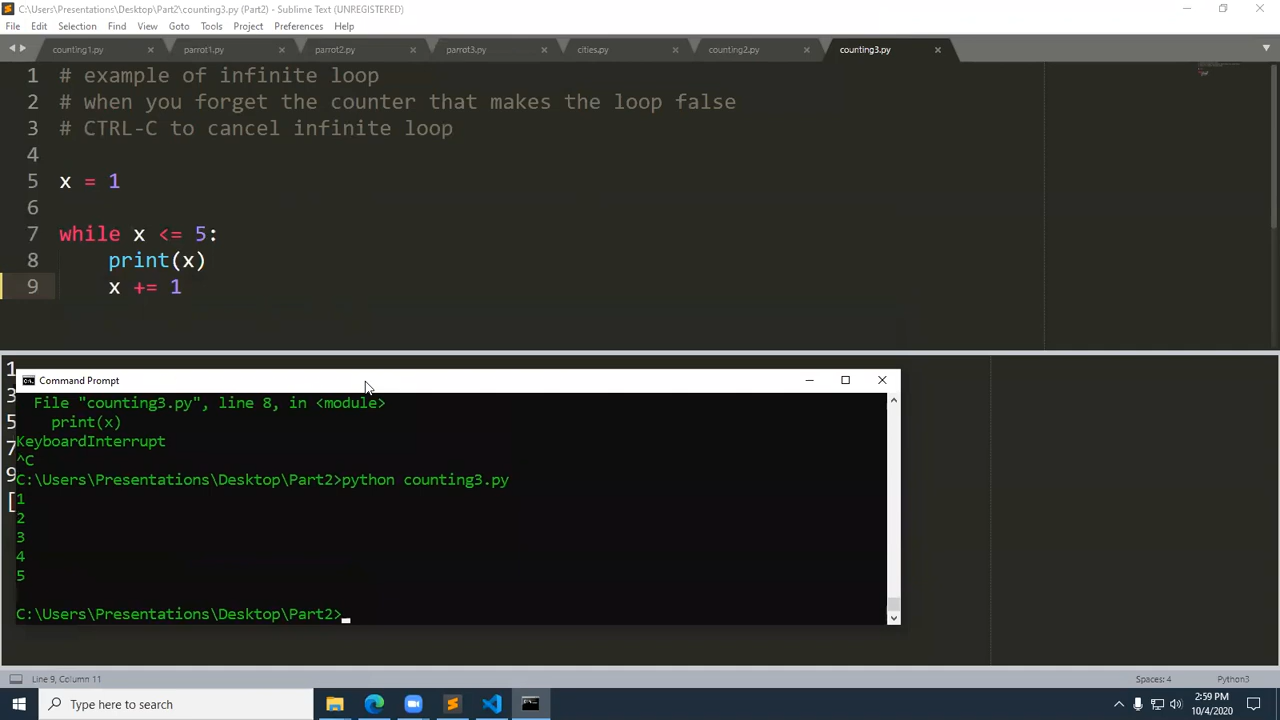 C:\Users\Presentations\Desktop\Part2\counting3.py (Part2) - Sublime Text (UNREGISTERED)
File Edit Selection Find View Goto Tools Project Preferences Help
counting1.py parrot1.py parrot2.py parrot3.py cities.py counting2.py counting3.py
1 # example of infinite loop
2 # when you forget the counter that makes the loop false
3 # CTRL-C to cancel infinite loop
4
5 x = 1
6
7 while x <= 5:
8 print(x)
9 x += 1
1
3
5
7
9
[
Command Prompt
File "counting3.py", line 8, in <module>
print(x)
KeyboardInterrupt
^C
C:\Users\Presentations\Desktop\Part2>python counting3.py
1
2
3
4
5
C:\Users\Presentations\Desktop\Part2>
Line 9, Column 11 Spaces: 4 Python3
Type here to search
2:59 PM
10/4/2020